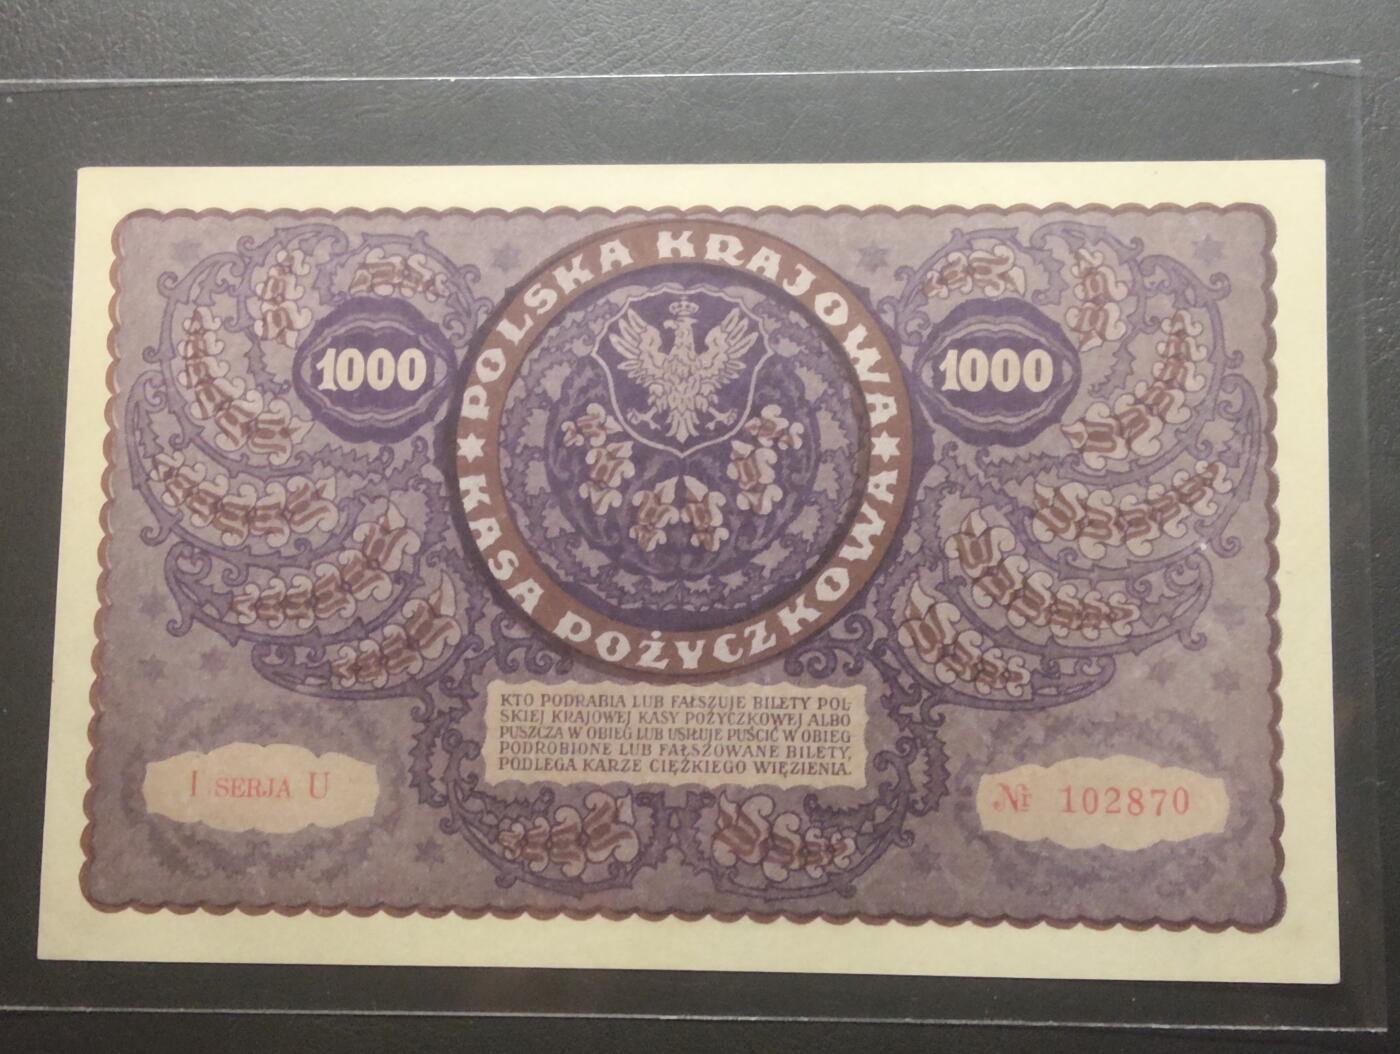 POLSKA KRAJOWA
KASA POŻYCZKOWA
1000
1000
KTO PODRABIA LUB FAŁSZUJE BILETY POL-
SKIEJ KRAJOWEJ KASY POŻYCZKOWEJ ALBO
PUSZCZA W OBIEG LUB USIŁUJE PUŚCIĆ W OBIEG
PODROBIONE LUB FAŁSZOWANE BILETY,
PODLEGA KARZE CIĘŻKIEGO WIĘZIENIA.
I SERJA U
Nr 102870